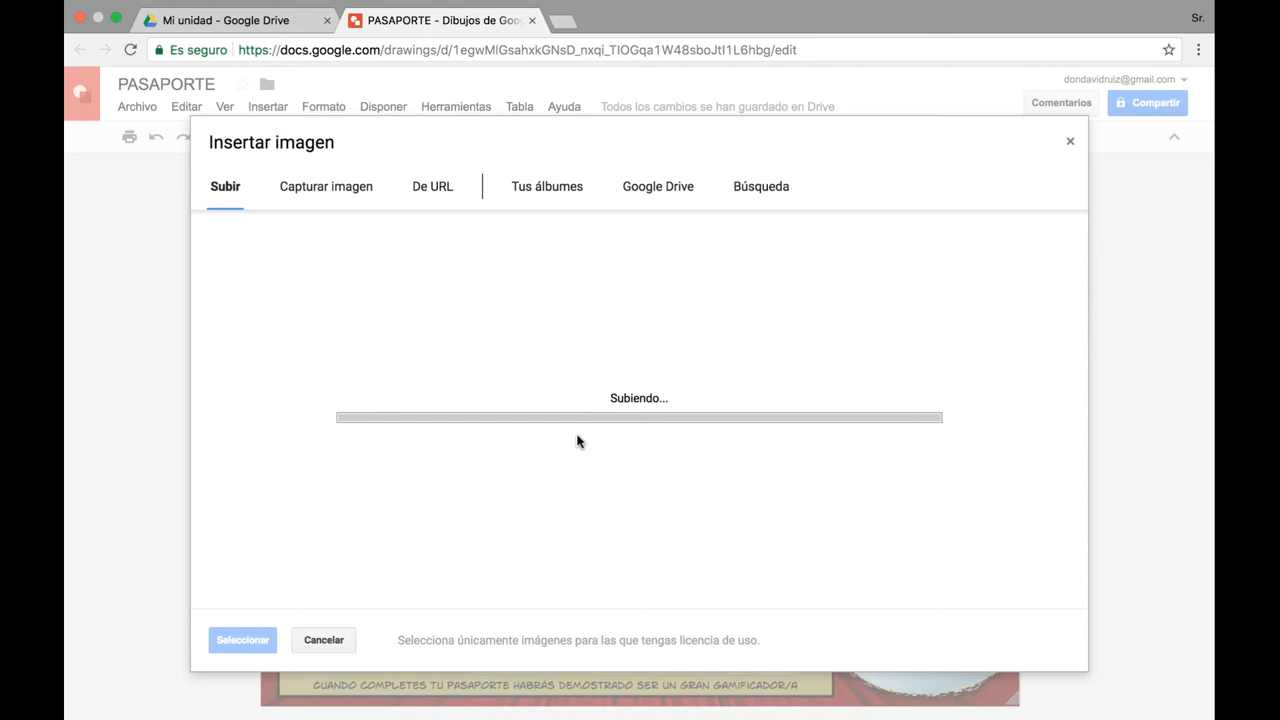 Mi unidad - Google Drive
PASAPORTE - Dibujos de Goo
Sr.
Es seguro
https://docs.google.com/drawings/d/1egwMlGsahxkGNsD_nxqi_TIOGqa1W48sboJtI1L6hbg/edit
PASAPORTE
dondavidruiz@gmail.com
Archivo Editar Ver Insertar Formato Disponer Herramientas Tabla Ayuda Todos los cambios se han guardado en Drive
Comentarios
Compartir
Insertar imagen
Subir Capturar imagen De URL Tus álbumes Google Drive Búsqueda
Subiendo...
Seleccionar
Cancelar
Selecciona únicamente imágenes para las que tengas licencia de uso.
CUANDO COMPLETES TU PASAPORTE HABRÁS DEMOSTRADO SER UN GRAN GAMIFICADOR/A